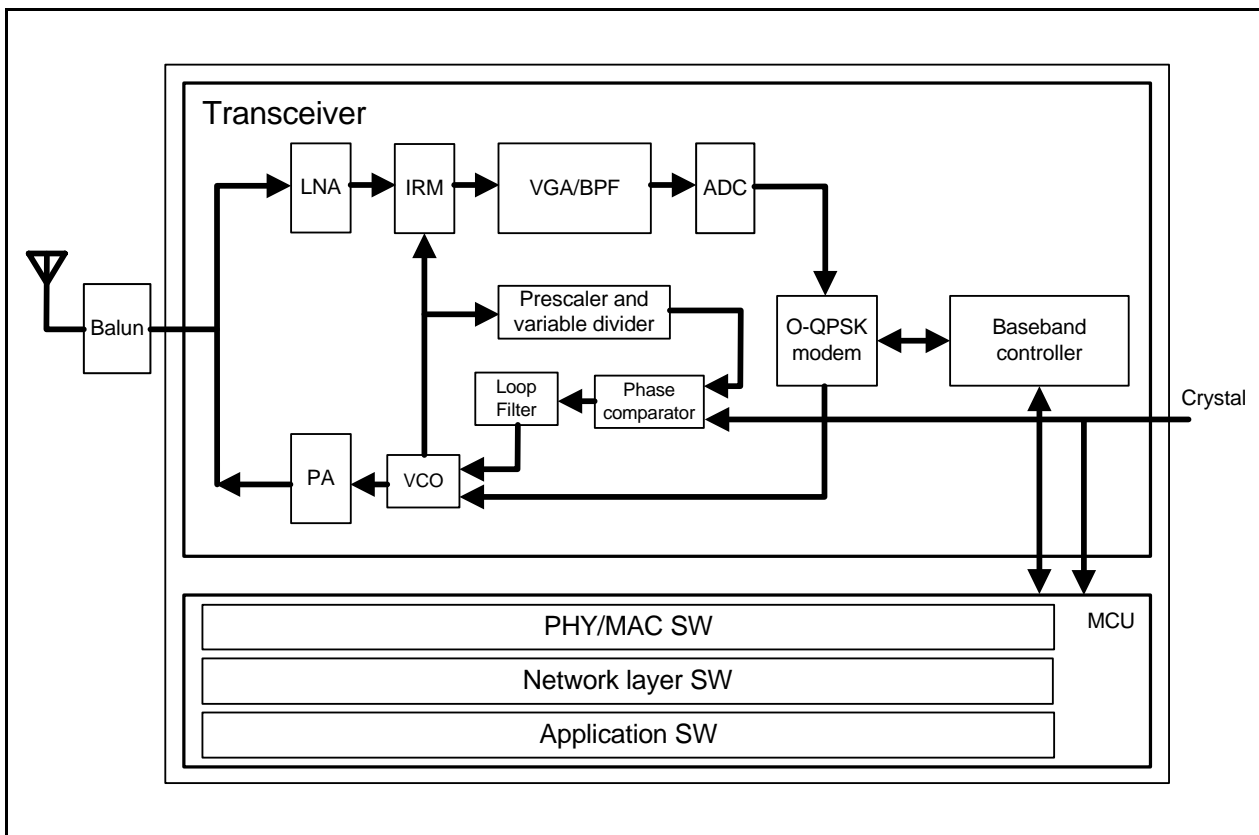 Transceiver
LNA
IRM
VGA/BPF
ADC
Balun
Prescaler and
variable divider
O-QPSK
modem
Baseband
controller
Loop
Filter
Phase
comparator
Crystal
PA
VCO
MCU
PHY/MAC SW
Network layer SW
Application SW